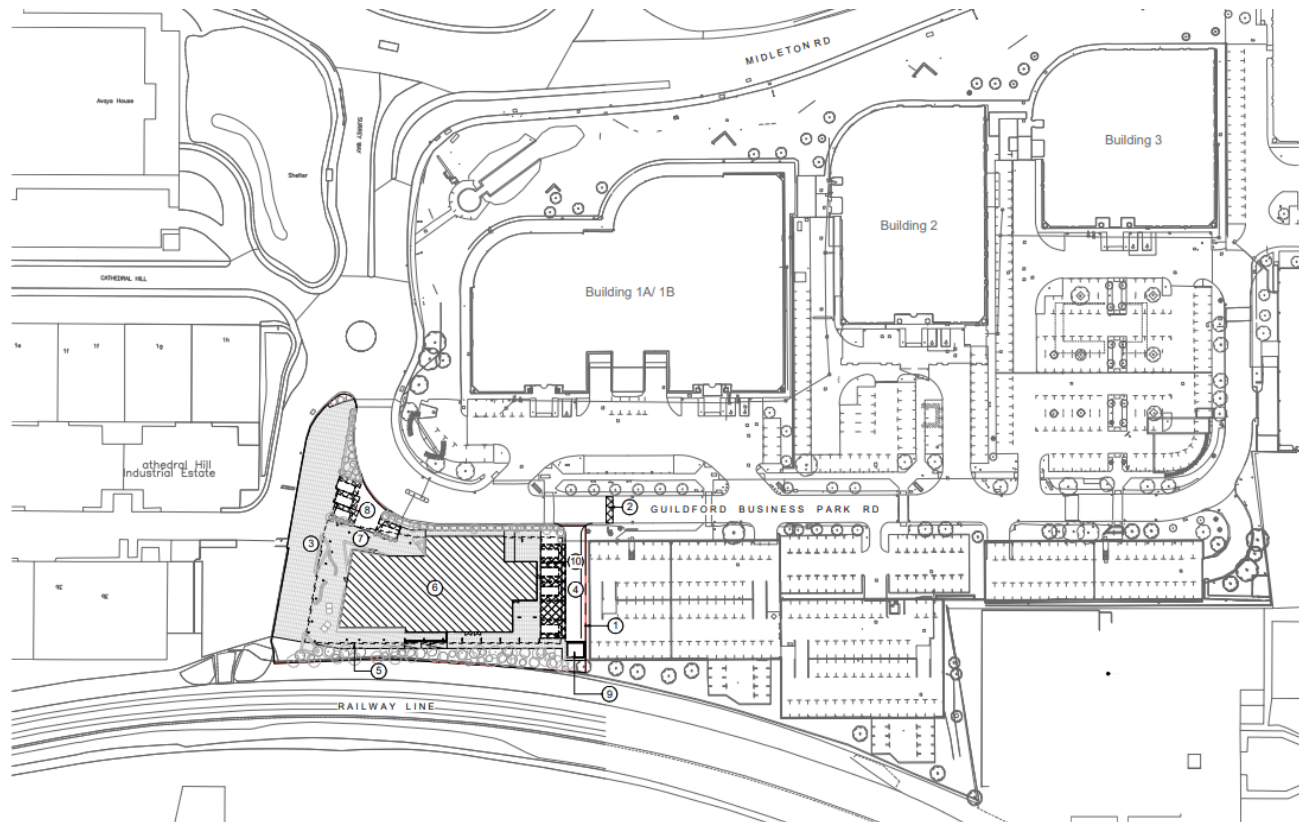 MIDLETON RD
Avaya House
SURREY WAY
Building 3
Shelter
Building 2
CATHEDRAL HILL
Building 1A/ 1B
1e
1f
1f
1g
1h
athedral Hill
Industrial Estate
2
GUILDFORD BUSINESS PARK RD
8
7
3
(10)
4
6
1
5
9
RAILWAY LINE